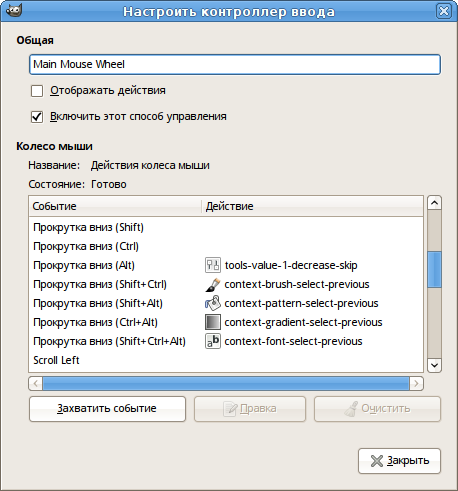 Настроить контроллер ввода
Общая
Main Mouse Wheel
Отображать действия
Включить этот способ управления
Колесо мыши
Название: Действия колеса мыши
Состояние: Готово
Событие Действие
Прокрутка вниз (Shift)
Прокрутка вниз (Ctrl)
Прокрутка вниз (Alt) tools-value-1-decrease-skip
Прокрутка вниз (Shift+Ctrl) context-brush-select-previous
Прокрутка вниз (Shift+Alt) context-pattern-select-previous
Прокрутка вниз (Ctrl+Alt) context-gradient-select-previous
Прокрутка вниз (Shift+Ctrl+Alt) ab context-font-select-previous
Scroll Left
Захватить событие Правка Очистить
Закрыть